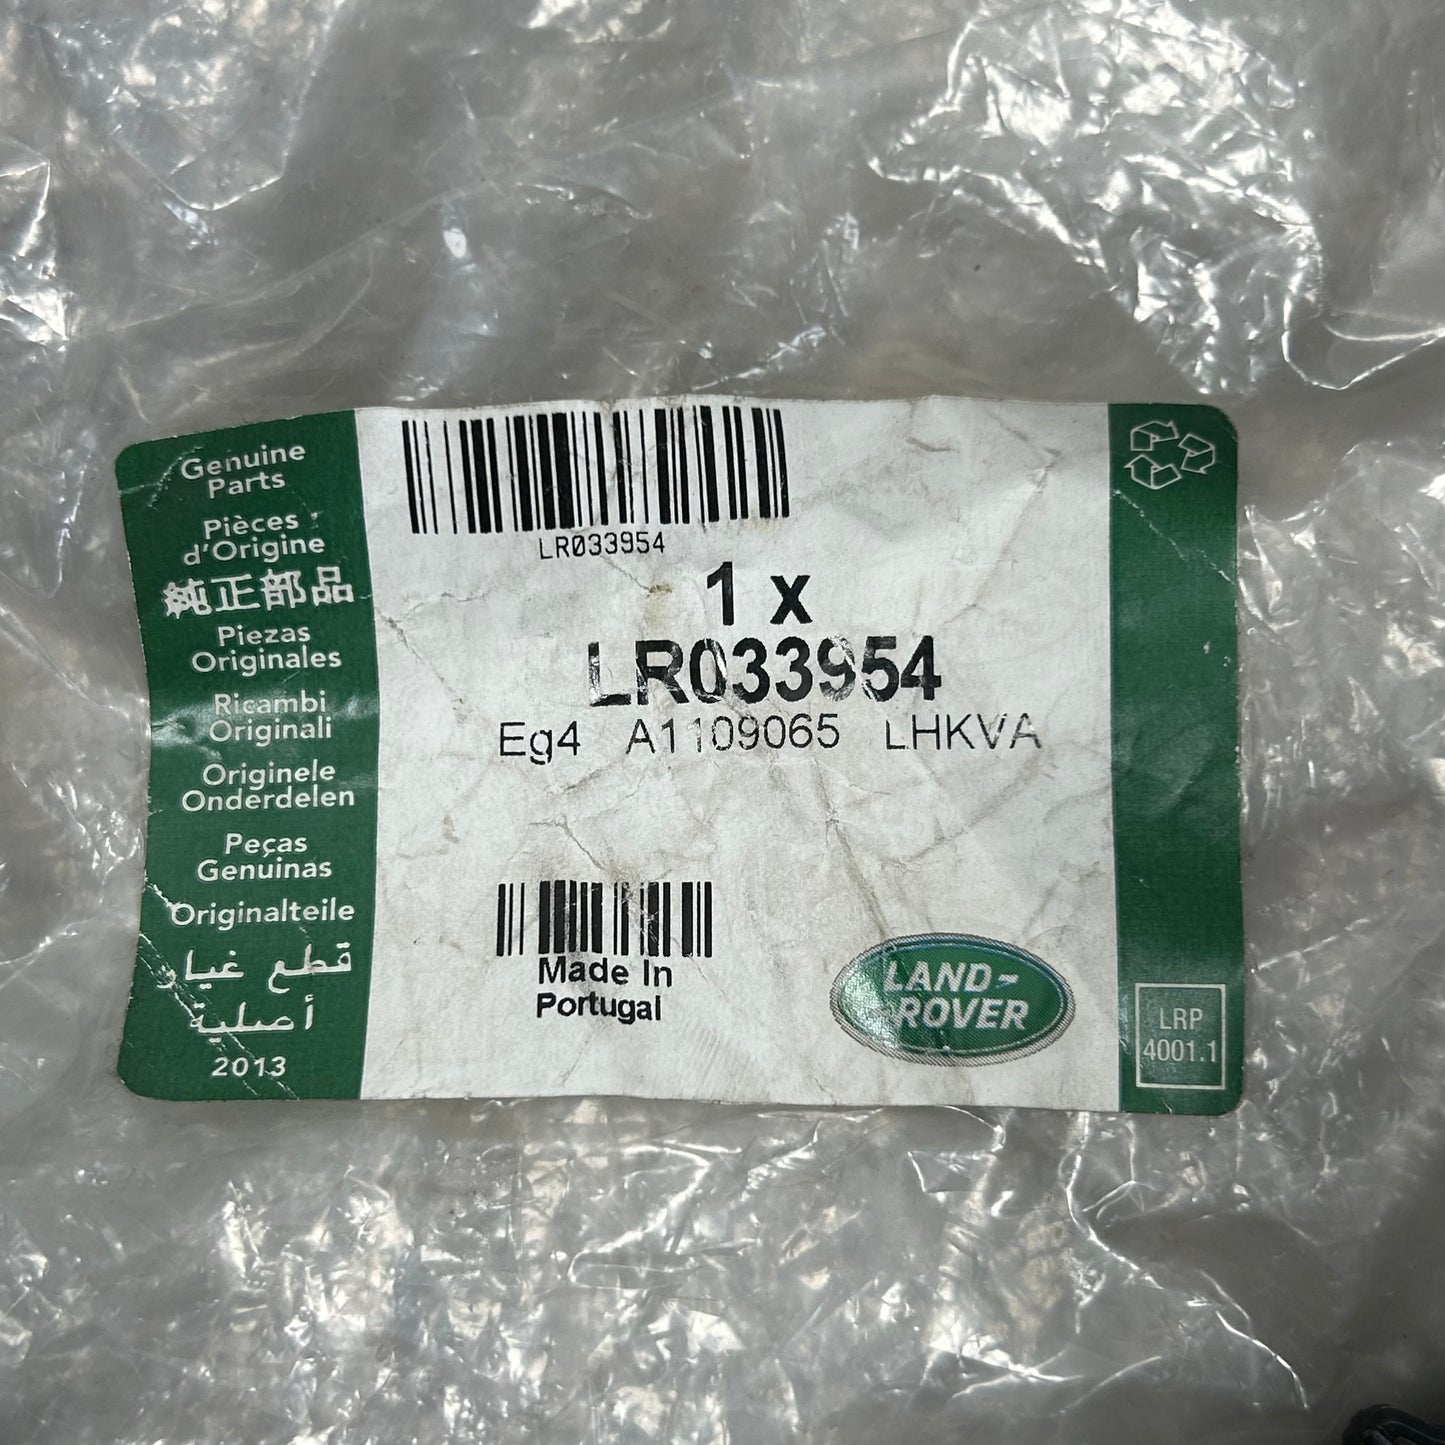 Genuine
Parts
Pièces
d'Origine
純正部品
Piezas
Originales
Ricambi
Originali
Originele
Onderdelen
Peças
Genuinas
Originalteile
قطع غيار
أصلية
2013
LR033954
1 x
LR033954
Eg4 A1109065 LHKVA
Made In
Portugal
LAND-
ROVER
LRP
4001.1